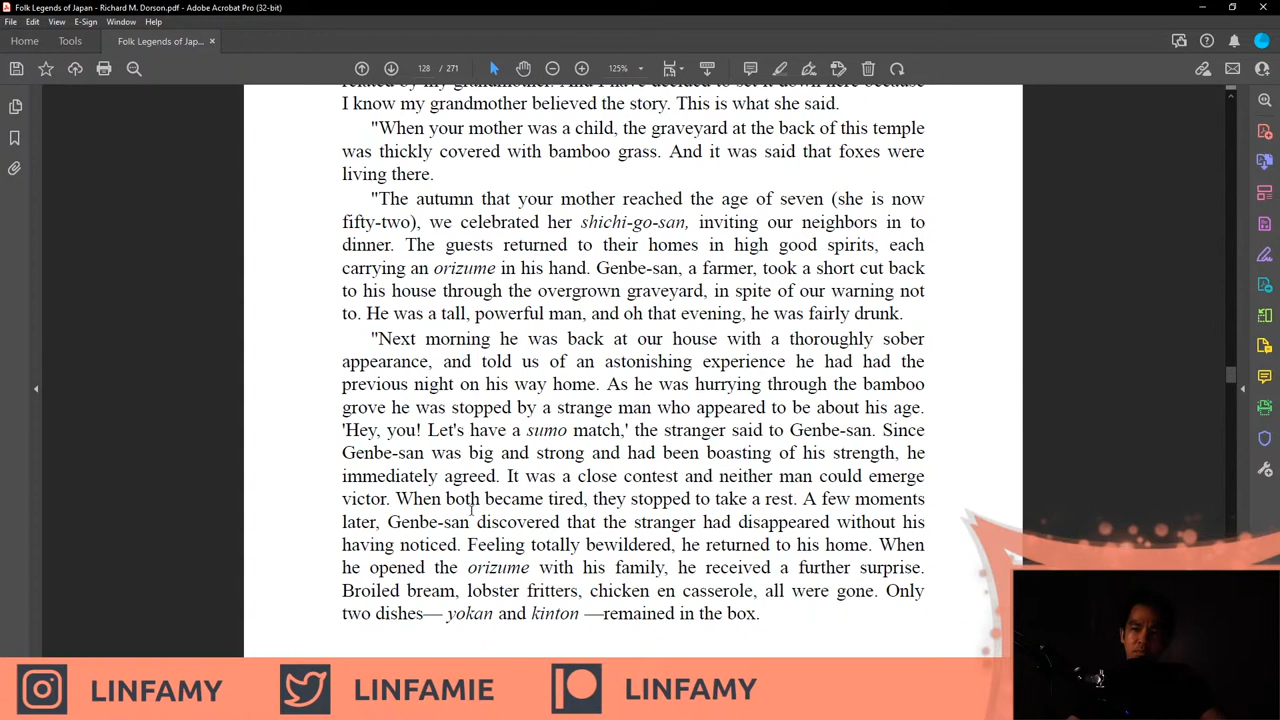 Folk Legends of Japan - Richard M. Dorson.pdf - Adobe Acrobat Pro (32-bit)
File Edit View E-Sign Window Help
Home Tools Folk Legends of Jap... ×
128 / 271 125%
related by my grandmother. And I have decided to set it down here because
I know my grandmother believed the story. This is what she said.
"When your mother was a child, the graveyard at the back of this temple
was thickly covered with bamboo grass. And it was said that foxes were
living there.
"The autumn that your mother reached the age of seven (she is now
fifty-two), we celebrated her shichi-go-san, inviting our neighbors in to
dinner. The guests returned to their homes in high good spirits, each
carrying an orizume in his hand. Genbe-san, a farmer, took a short cut back
to his house through the overgrown graveyard, in spite of our warning not
to. He was a tall, powerful man, and oh that evening, he was fairly drunk.
"Next morning he was back at our house with a thoroughly sober
appearance, and told us of an astonishing experience he had had the
previous night on his way home. As he was hurrying through the bamboo
grove he was stopped by a strange man who appeared to be about his age.
'Hey, you! Let's have a sumo match,' the stranger said to Genbe-san. Since
Genbe-san was big and strong and had been boasting of his strength, he
immediately agreed. It was a close contest and neither man could emerge
victor. When both became tired, they stopped to take a rest. A few moments
later, Genbe-san discovered that the stranger had disappeared without his
having noticed. Feeling totally bewildered, he returned to his home. When
he opened the orizume with his family, he received a further surprise.
Broiled bream, lobster fritters, chicken en casserole, all were gone. Only
two dishes— yokan and kinton —remained in the box.
LINFAMY LINFAMIE LINFAMY